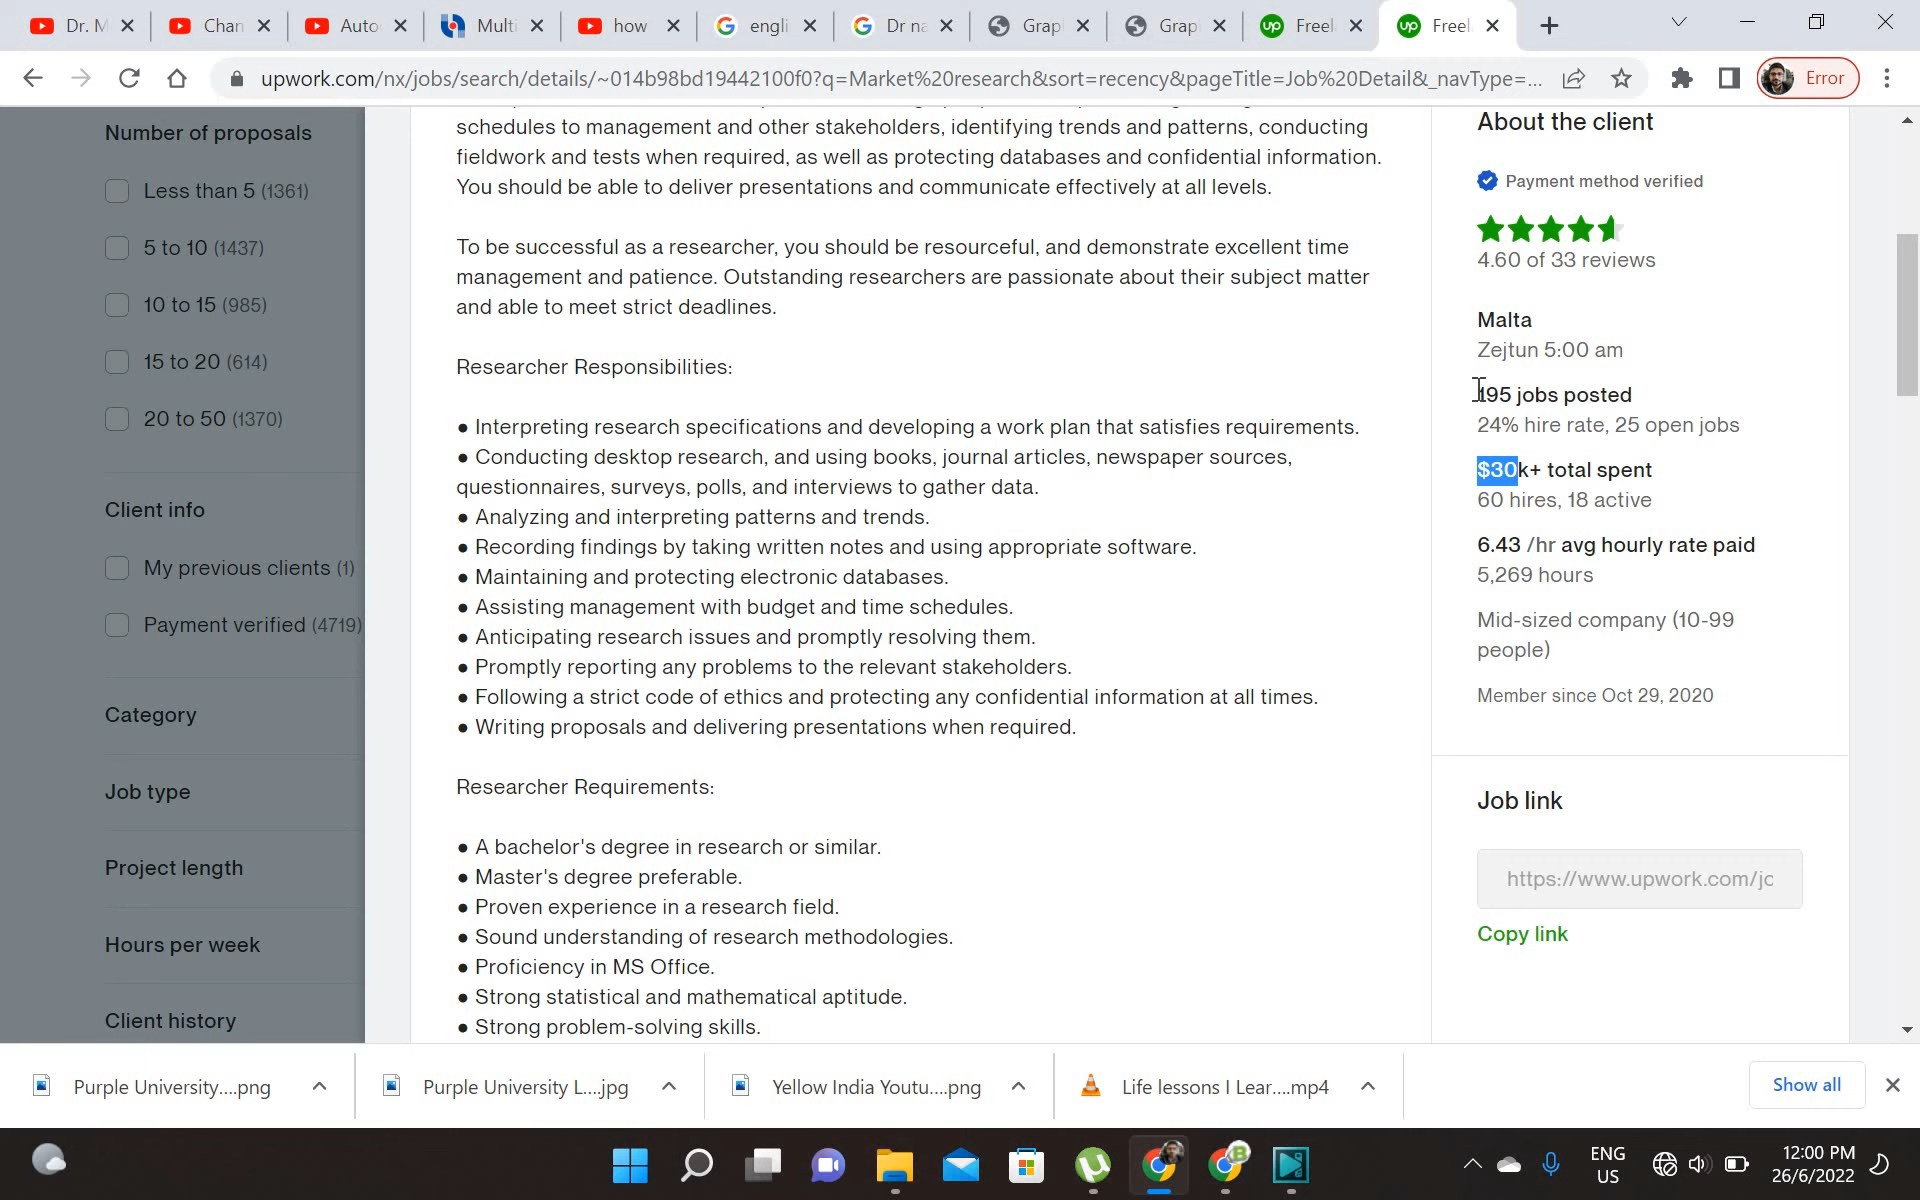 Dr. M
Chan
Auto
Multi
how
engli
Dr na
Grap
Grap
Freel
Freel
upwork.com/nx/jobs/search/details/~014b98bd19442100f0?q=Market%20research&sort=recency&pageTitle=Job%20Detail&_navType=...
Error
Number of proposals
Less than 5 (1361)
5 to 10 (1437)
10 to 15 (985)
15 to 20 (614)
20 to 50 (1370)
Client info
My previous clients (1)
Payment verified (4719)
Category
Job type
Project length
Hours per week
Client history
schedules to management and other stakeholders, identifying trends and patterns, conducting
fieldwork and tests when required, as well as protecting databases and confidential information.
You should be able to deliver presentations and communicate effectively at all levels.
To be successful as a researcher, you should be resourceful, and demonstrate excellent time
management and patience. Outstanding researchers are passionate about their subject matter
and able to meet strict deadlines.
Researcher Responsibilities:
● Interpreting research specifications and developing a work plan that satisfies requirements.
● Conducting desktop research, and using books, journal articles, newspaper sources,
questionnaires, surveys, polls, and interviews to gather data.
● Analyzing and interpreting patterns and trends.
● Recording findings by taking written notes and using appropriate software.
● Maintaining and protecting electronic databases.
● Assisting management with budget and time schedules.
● Anticipating research issues and promptly resolving them.
● Promptly reporting any problems to the relevant stakeholders.
● Following a strict code of ethics and protecting any confidential information at all times.
● Writing proposals and delivering presentations when required.
Researcher Requirements:
● A bachelor's degree in research or similar.
● Master's degree preferable.
● Proven experience in a research field.
● Sound understanding of research methodologies.
● Proficiency in MS Office.
● Strong statistical and mathematical aptitude.
● Strong problem-solving skills.
About the client
Payment method verified
4.60 of 33 reviews
Malta
Zejtun 5:00 am
195 jobs posted
24% hire rate, 25 open jobs
$30k+ total spent
60 hires, 18 active
6.43 /hr avg hourly rate paid
5,269 hours
Mid-sized company (10-99
people)
Member since Oct 29, 2020
Job link
https://www.upwork.com/jc
Copy link
Purple University....png
Purple University L....jpg
Yellow India Youtu....png
Life lessons I Lear....mp4
Show all
ENG
US
12:00 PM
26/6/2022